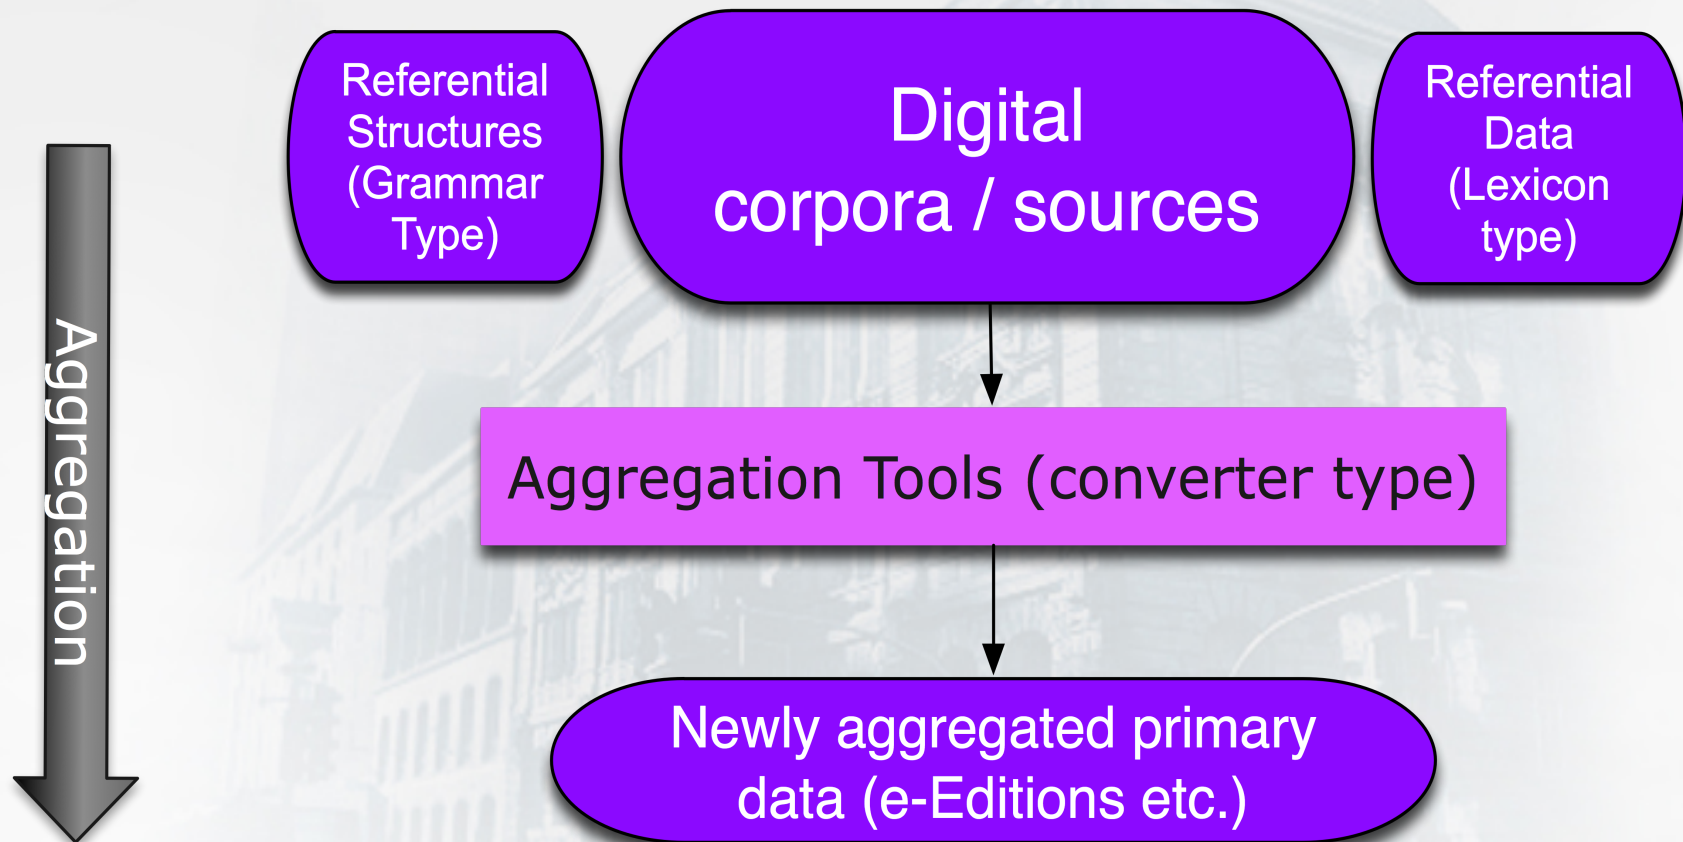 Referential
Structures
(Grammar
Type)
Digital
corpora / sources
Referential
Data
(Lexicon
type)
Aggregation
Aggregation Tools (converter type)
Newly aggregated primary
data (e-Editions etc.)